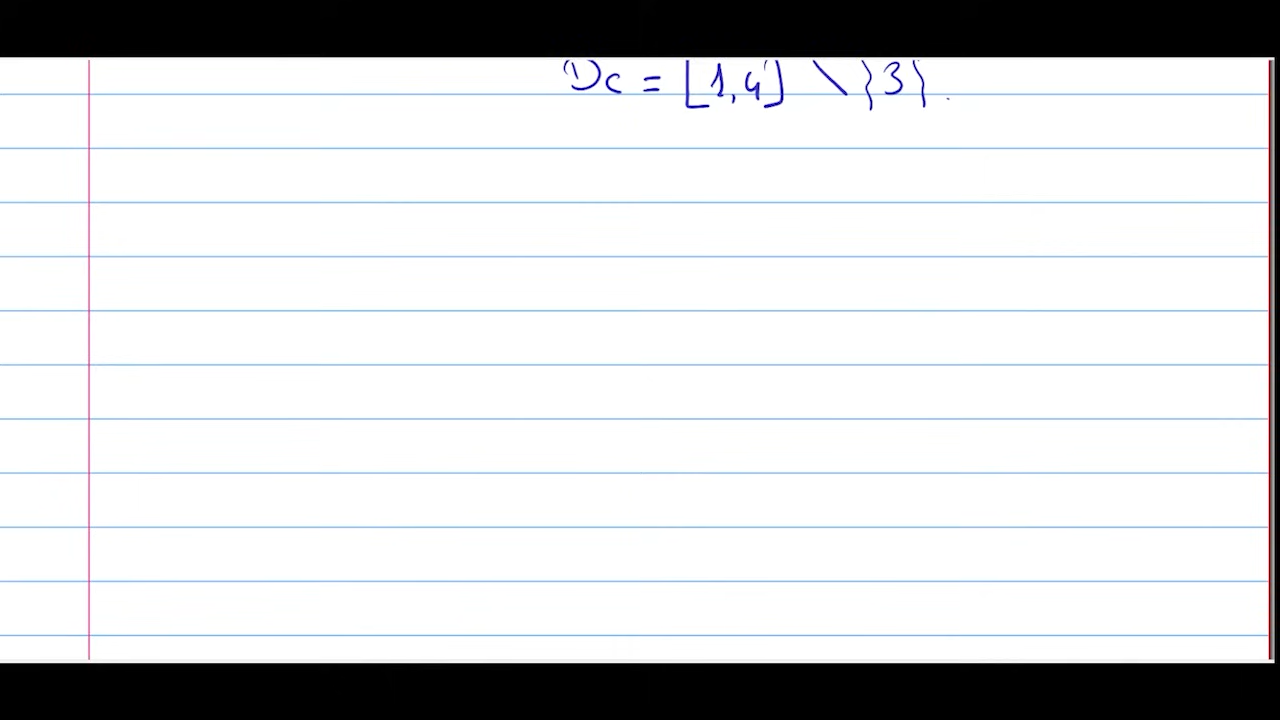 Dc = [1,4] \ {3}.